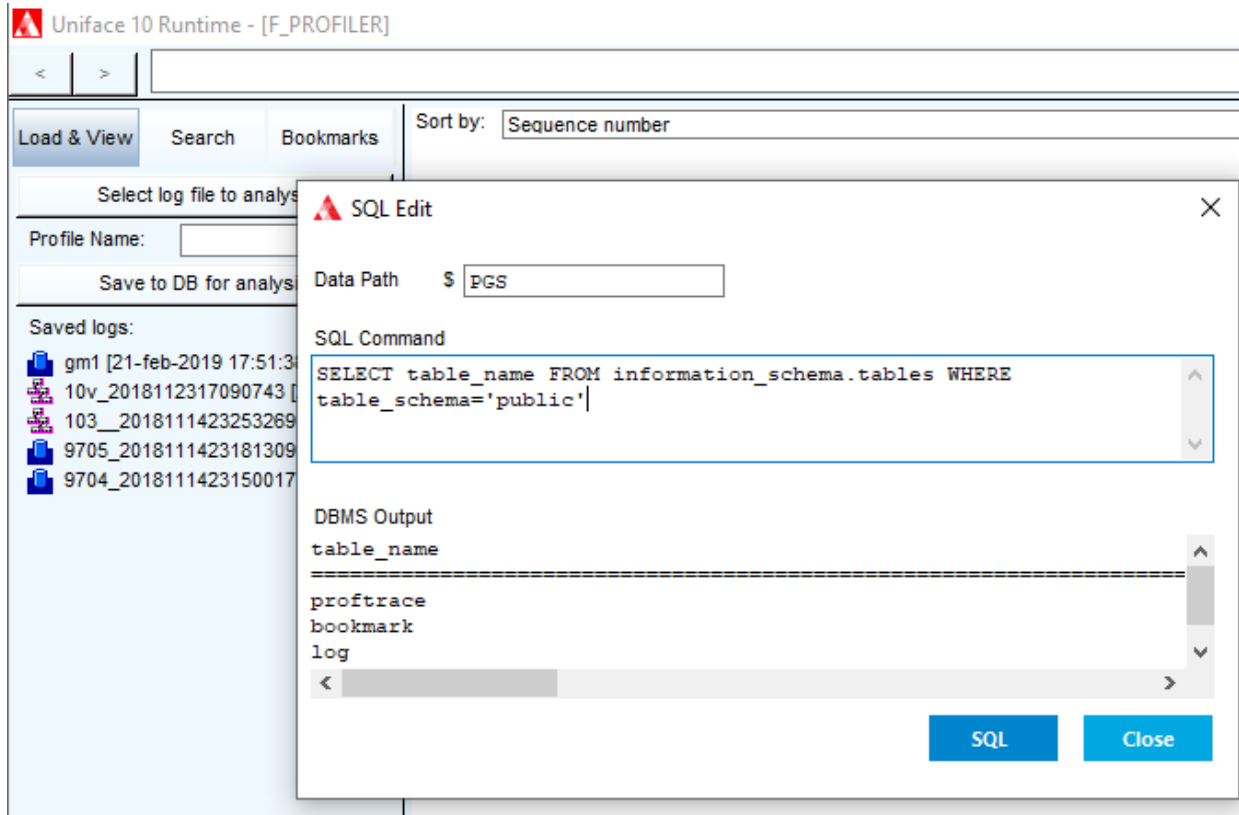 Uniface 10 Runtime - [F_PROFILER]
< >
Load & View Search Bookmarks
Sort by: Sequence number
Select log file to analys
Profile Name:
Save to DB for analysi
Saved logs:
gm1 [21-feb-2019 17:51:38
10v_2018112317090743 [
103__2018111423253269
9705_2018111423181309
9704_2018111423150017
SQL Edit
Data Path $ PGS
SQL Command
SELECT table_name FROM information_schema.tables WHERE
table_schema='public'
DBMS Output
table_name
===================================================================
proftrace
bookmark
log
SQL Close